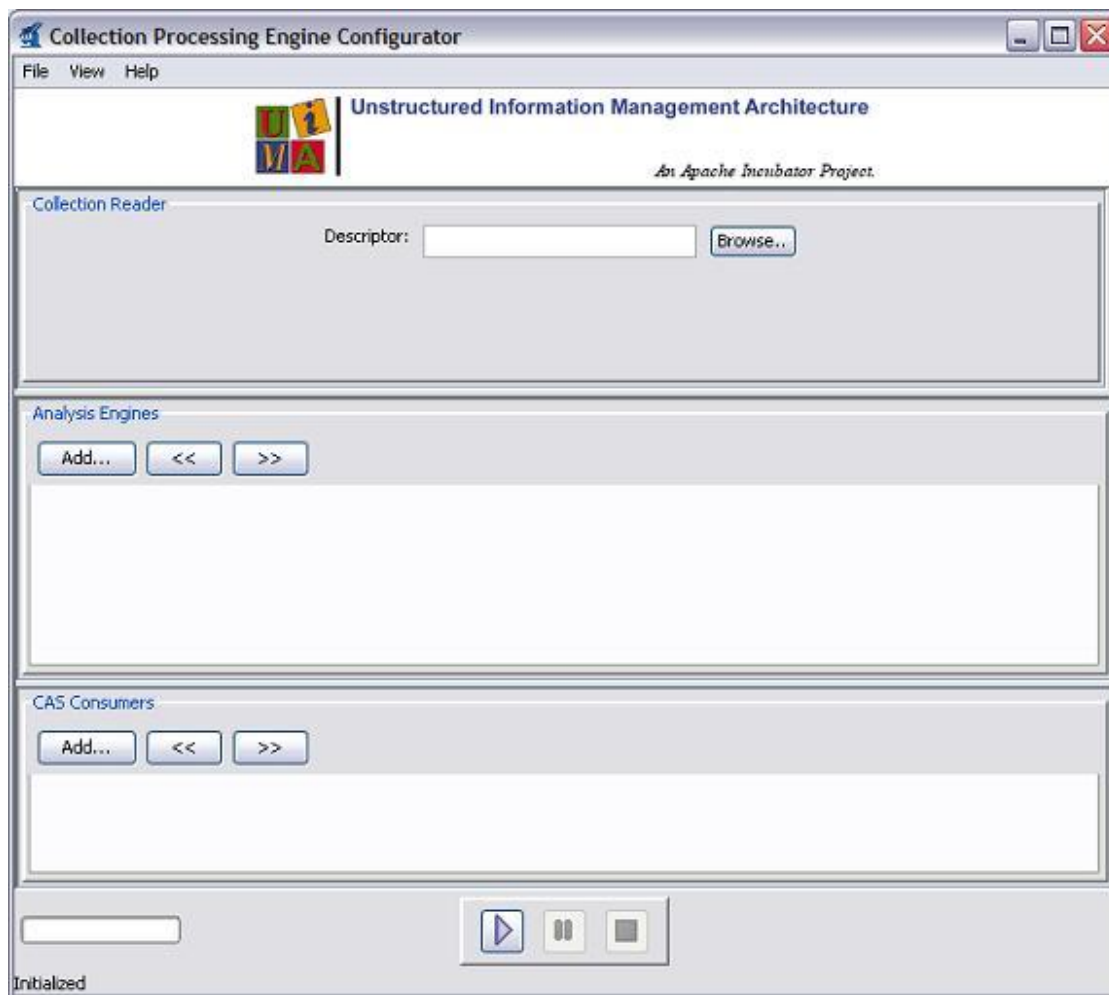 Collection Processing Engine Configurator
File View Help
UIMA
Unstructured Information Management Architecture
An Apache Incubator Project.
Collection Reader
Descriptor: Browse..
Analysis Engines
Add... << >>
CAS Consumers
Add... << >>
Initialized